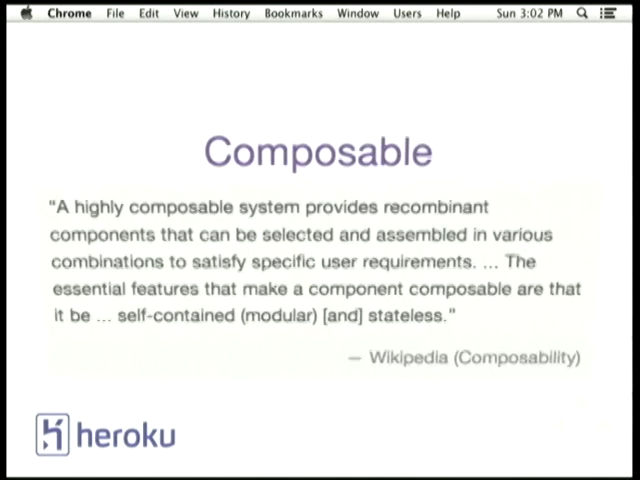 Chrome File Edit View History Bookmarks Window Users Help Sun 3:02 PM
Composable
"A highly composable system provides recombinant
components that can be selected and assembled in various
combinations to satisfy specific user requirements. ... The
essential features that make a component composable are that
it be ... self-contained (modular) [and] stateless."
— Wikipedia (Composability)
heroku